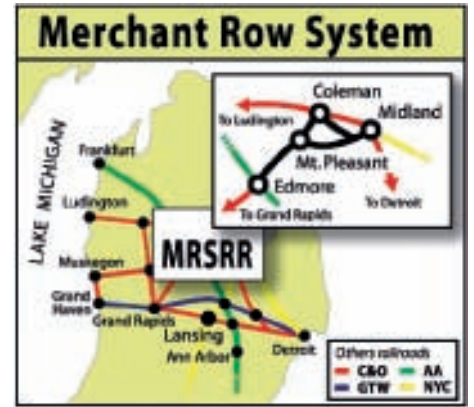 Merchant Row System
Coleman
Midland
To Ludington
Mt. Pleasant
Edmore
To Detroit
To Grand Rapids
LAKE MICHIGAN
Frankfurt
Ludington
MRSRR
Muskegon
Grand
Haven
Grand Rapids
Lansing
Ann Arbor
Detroit
Others railroads
C&O
AA
GTW
NYC